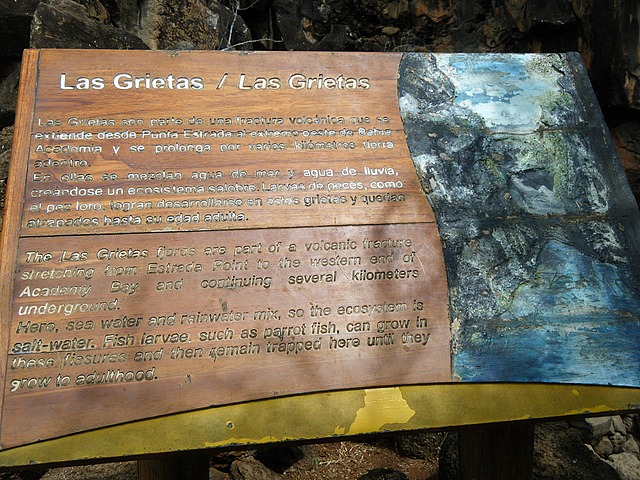 Las Grietas / Las Grietas
Las Grietas son parte de una fractura volcánica que se
extiende desde Punta Estrada al extremo oeste de Bahía
Academia y se prolonga por varios kilómetros tierra
adentro.
En ellas se mezclan agua de mar y agua de lluvia,
creándose un ecosistema salobre. Larvas de peces, como
el pez loro, logran desarrollarse en estas grietas y quedan
atrapados hasta su edad adulta.
The Las Grietas fjords are part of a volcanic fracture
stretching from Estrada Point to the western end of
Academy Bay and continuing several kilometers
underground.
Here, sea water and rainwater mix, so the ecosystem is
salt-water. Fish larvae, such as parrot fish, can grow in
these fissures and then remain trapped here until they
grow to adulthood.